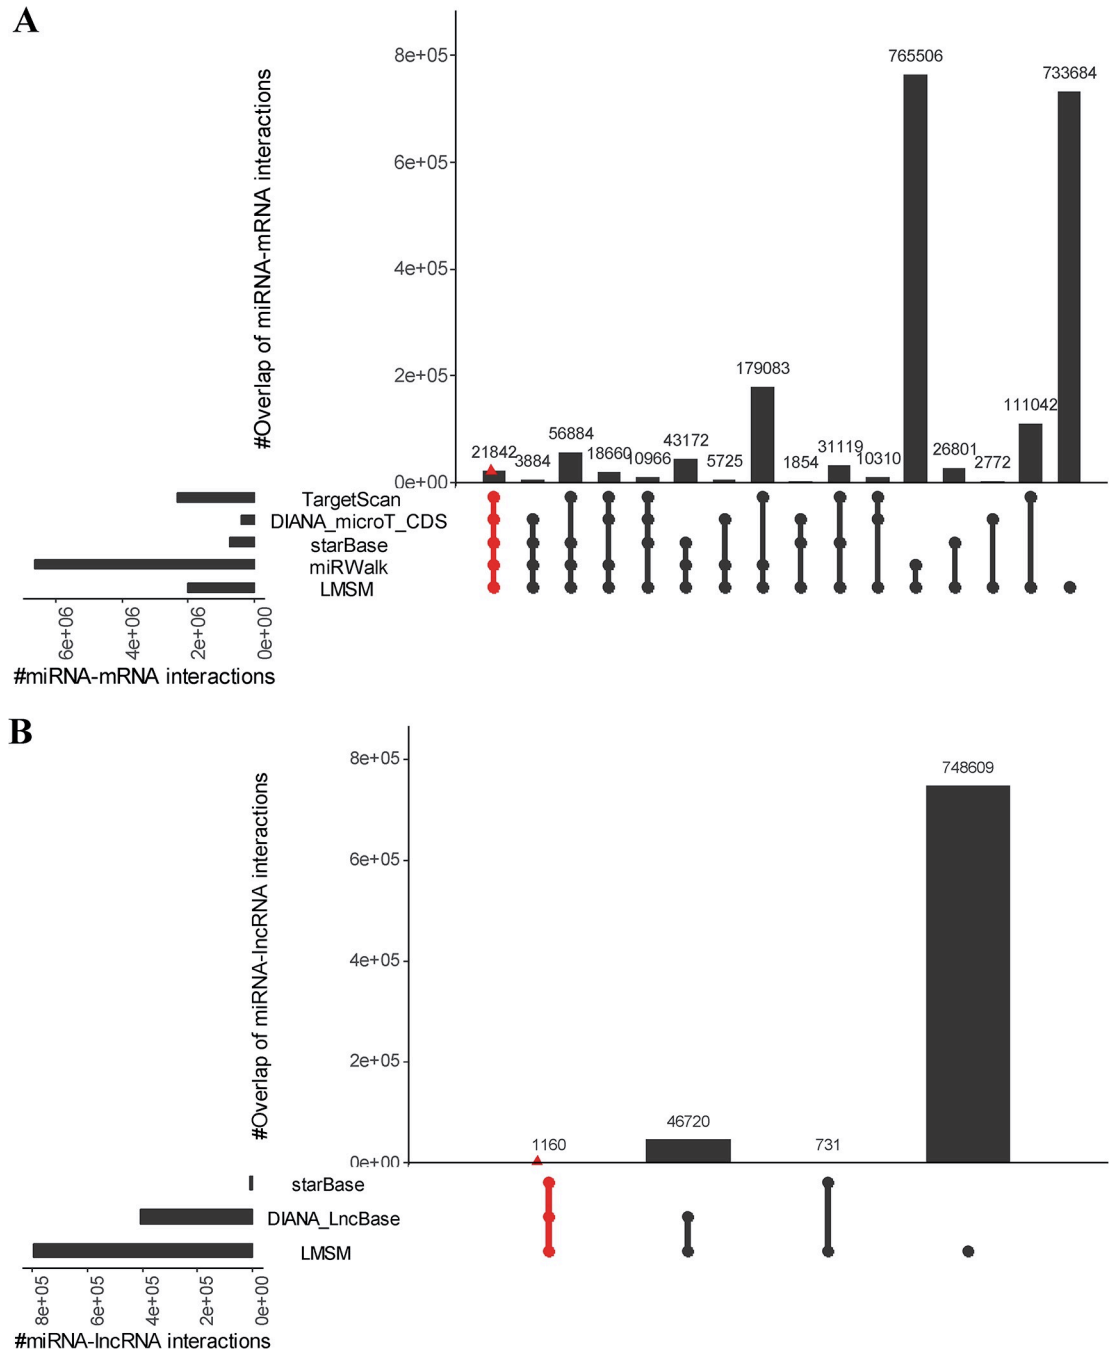 A
#Overlap of miRNA-mRNA interactions
8e+05
6e+05
4e+05
2e+05
0e+00
21842
3884
56884
18660
10966
43172
5725
179083
1854
31119
10310
765506
26801
2772
111042
733684
TargetScan
DIANA_microT_CDS
starBase
miRWalk
LMSM
6e+06
4e+06
2e+06
0e+00
#miRNA-mRNA interactions
B
#Overlap of miRNA-lncRNA interactions
8e+05
6e+05
4e+05
2e+05
0e+00
1160
46720
731
748609
starBase
DIANA_LncBase
LMSM
8e+05
6e+05
4e+05
2e+05
0e+00
#miRNA-lncRNA interactions